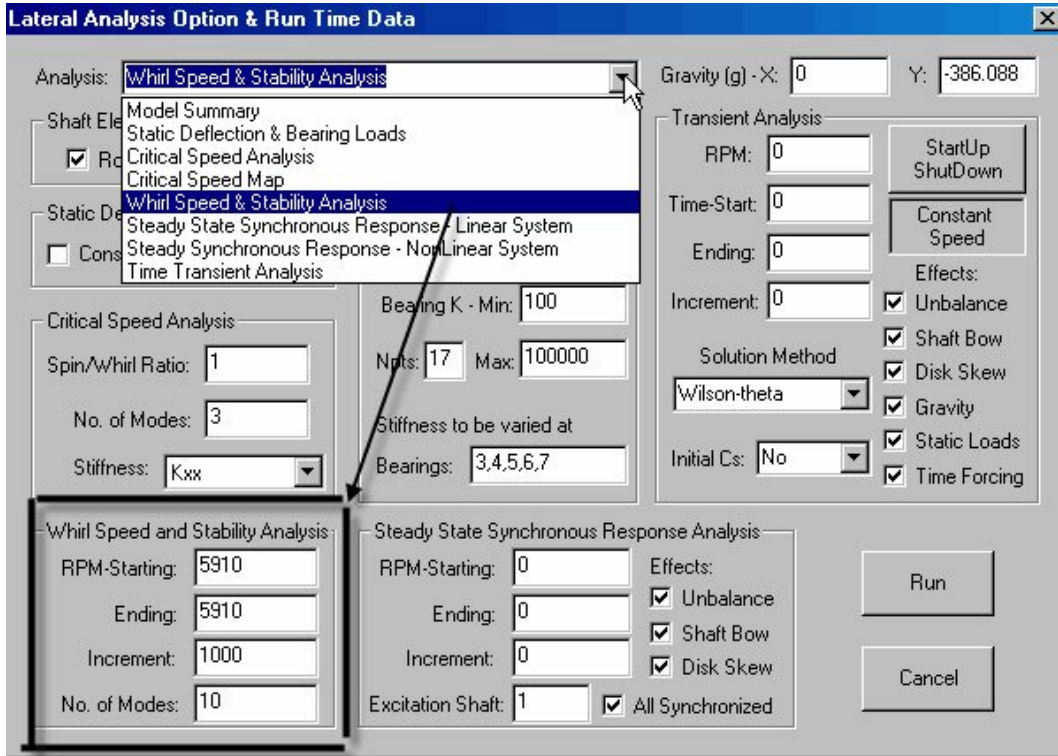 Lateral Analysis Option & Run Time Data
Analysis: Whirl Speed & Stability Analysis
Gravity (g) - X: 0 Y: -386.088
Model Summary
Static Deflection & Bearing Loads
Critical Speed Analysis
Critical Speed Map
Whirl Speed & Stability Analysis
Steady State Synchronous Response - Linear System
Steady Synchronous Response - NonLinear System
Time Transient Analysis
Shaft Ele
Ro
Static De
Cons
Bearing K - Min: 100
Npts: 17 Max: 100000
Stiffness to be varied at
Bearings: 3,4,5,6,7
Critical Speed Analysis
Spin/Whirl Ratio: 1
No. of Modes: 3
Stiffness: Kxx
Transient Analysis
RPM: 0
Time-Start: 0
Ending: 0
Increment: 0
Solution Method
Wilson-theta
Initial Cs: No
StartUp
ShutDown
Constant
Speed
Effects:
Unbalance
Shaft Bow
Disk Skew
Gravity
Static Loads
Time Forcing
Whirl Speed and Stability Analysis
RPM-Starting: 5910
Ending: 5910
Increment: 1000
No. of Modes: 10
Steady State Synchronous Response Analysis
RPM-Starting: 0
Ending: 0
Increment: 0
Excitation Shaft: 1
Effects:
Unbalance
Shaft Bow
Disk Skew
All Synchronized
Run
Cancel